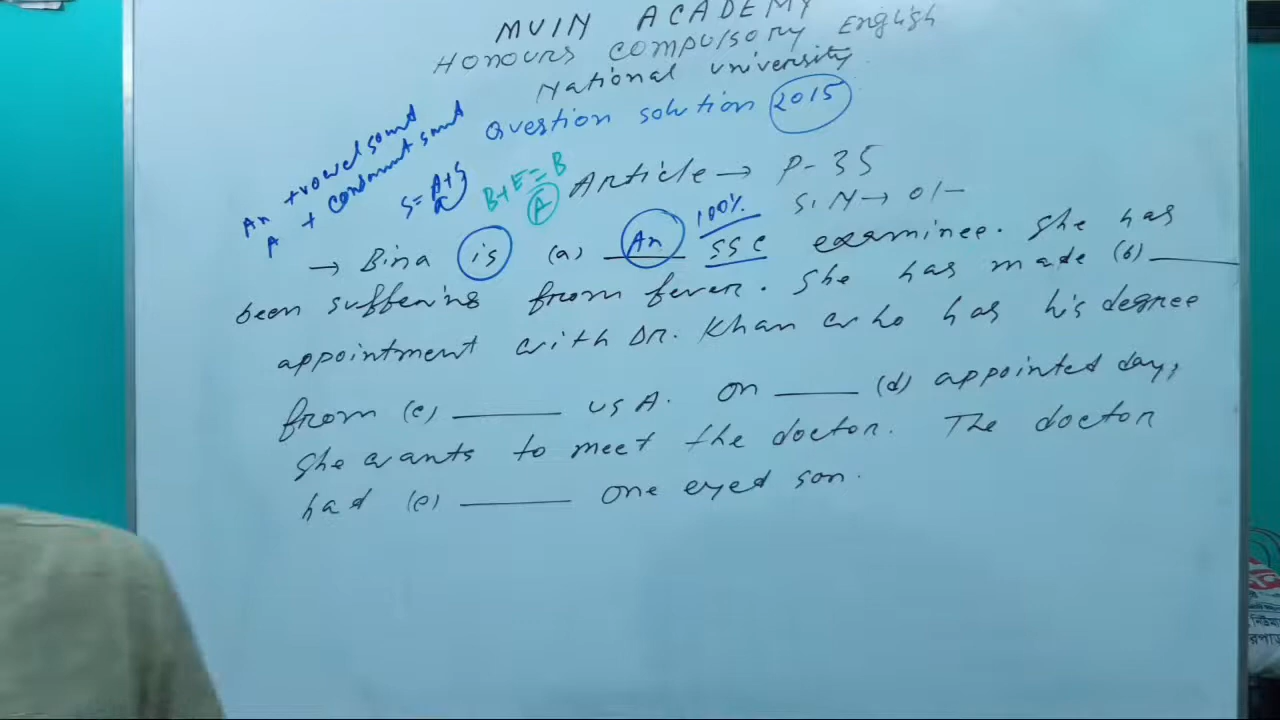 MUIN ACADEMY
HONOURS COMPULSORY English
National university
Question solution 2015
An + vowel sound
A + consonant sound
B+E=B
A
Article → P-35
S.N → 01-
100%
→ Bina is (a) An SSC examinee. She has
been suffering from fever. She has made (b) ______
appointment with Dr. Khan who has his degree
from (c) ______ USA. On ______ (d) appointed day,
She wants to meet the doctor. The doctor
had (e) ______ one eyed son.